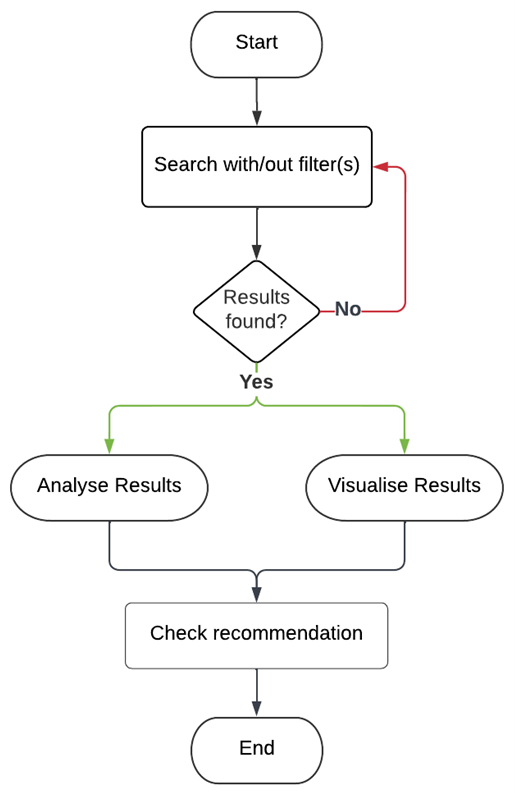 Start
Search with/out filter(s)
Results
found?
No
Yes
Analyse Results
Visualise Results
Check recommendation
End